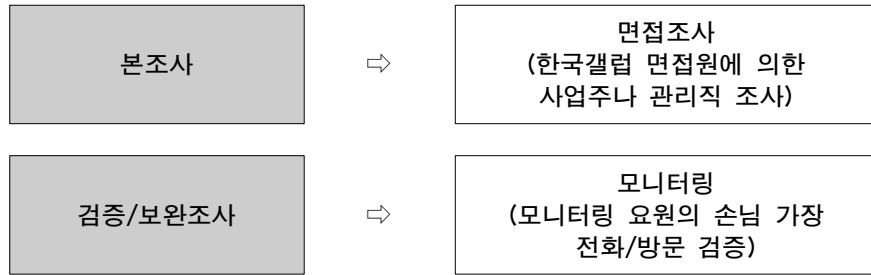 본조사
⇨
면접조사
(한국갤럽 면접원에 의한
사업주나 관리직 조사)
검증/보완조사
⇨
모니터링
(모니터링 요원의 손님 가장
전화/방문 검증)